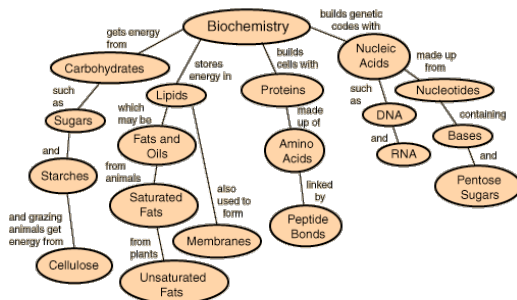 Biochemistry
gets energy
from
stores
energy in
builds
cells with
builds genetic
codes with
Carbohydrates
Lipids
Proteins
Nucleic
Acids
such
as
which
may be
made
up of
such
as
made up
from
Sugars
Fats and
Oils
Amino
Acids
DNA
Nucleotides
and
from
animals
also
used to
form
linked
by
and
containing
Starches
Saturated
Fats
Membranes
Peptide
Bonds
RNA
Bases
and grazing
animals get
energy from
from
plants
and
Cellulose
Unsaturated
Fats
Pentose
Sugars